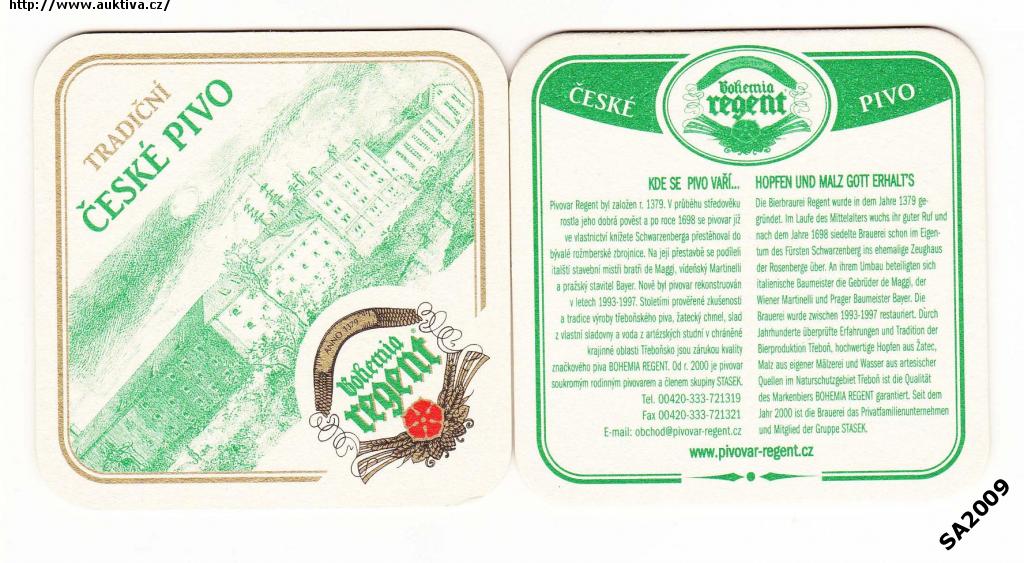 http://www.auktiva.cz/
TRADIČNÍ
ČESKÉ PIVO
ANNO 1379
Bohemia
regent
ČESKÉ
Bohemia
regent
PIVO
KDE SE PIVO VAŘÍ...
Pivovar Regent byl založen r. 1379. V průběhu středověku
rostla jeho dobrá pověst a po roce 1698 se pivovar již
ve vlastnictví knížete Schwarzenberga přestěhoval do
bývalé rožmberské zbrojnice. Na její přestavbě se podíleli
italští stavební mistři bratři de Maggi, vídeňský Martinelli
a pražský stavitel Bayer. Nově byl pivovar rekonstruován
v letech 1993-1997. Stoletími prověřené zkušenosti
a tradice výroby třeboňského piva, žatecký chmel, slad
z vlastní sladovny a voda z artézských studní v chráněné
krajinné oblasti Třeboňsko jsou zárukou kvality
značkového piva BOHEMIA REGENT. Od r. 2000 je pivovar
soukromým rodinným pivovarem a členem skupiny STASEK.
Tel. 00420-333-721319
Fax 00420-333-721321
E-mail: obchod@pivovar-regent.cz
HOPFEN UND MALZ GOTT ERHALT'S
Die Bierbraurei Regent wurde in dem Jahre 1379 ge-
gründet. Im Laufe des Mittelalters wuchs ihr guter Ruf und
nach dem Jahre 1698 siedelte Brauerei schon im Eigen-
tum des Fürsten Schwarzenberg ins ehemalige Zeughaus
der Rosenberge über. An ihrem Umbau beteiligten sich
italienische Baumeister die Gebrüder de Maggi, der
Wiener Martinelli und Prager Baumeister Bayer. Die
Brauerei wurde zwischen 1993-1997 restauriert. Durch
Jahrhunderte überprüfte Erfahrungen und Tradition der
Bierproduktion Třeboň, hochwertige Hopfen aus Žatec,
Malz aus eigener Mälzerei und Wasser aus artesischer
Quellen im Naturschutzgebiet Třeboň ist die Qualität
des Markenbiers BOHEMIA REGENT garantiert. Seit dem
Jahr 2000 ist die Brauerei das Privatfamilienunternehmen
und Mitglied der Gruppe STASEK.
www.pivovar-regent.cz
SA2009